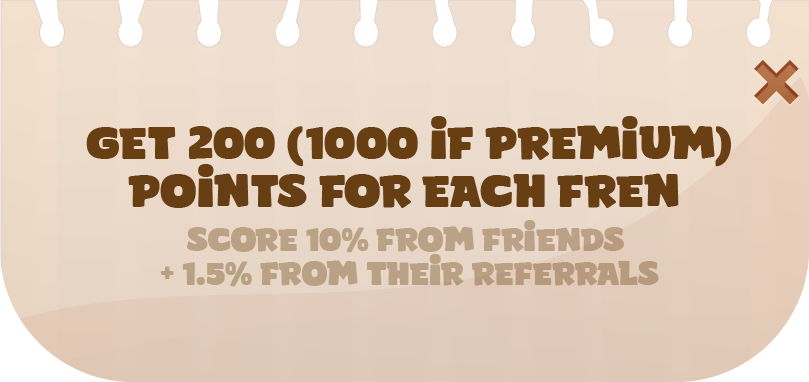 GET 200 (1000 iF PREMiUM)
POiNTS FOR EACH FREN
SCORE 10% FROM FRiENDS
+ 1.5% FROM THEiR REFERRALS